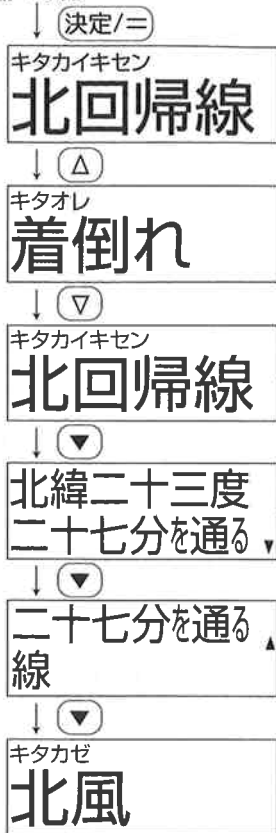 ↓ 決定/=
キタカイキセン
北回帰線
↓ △
キタオレ
着倒れ
↓ ▽
キタカイキセン
北回帰線
↓ ▼
北緯二十三度
二十七分を通る ▼
↓ ▼
二十七分を通る ▲
線
↓ ▼
キタカゼ
北風